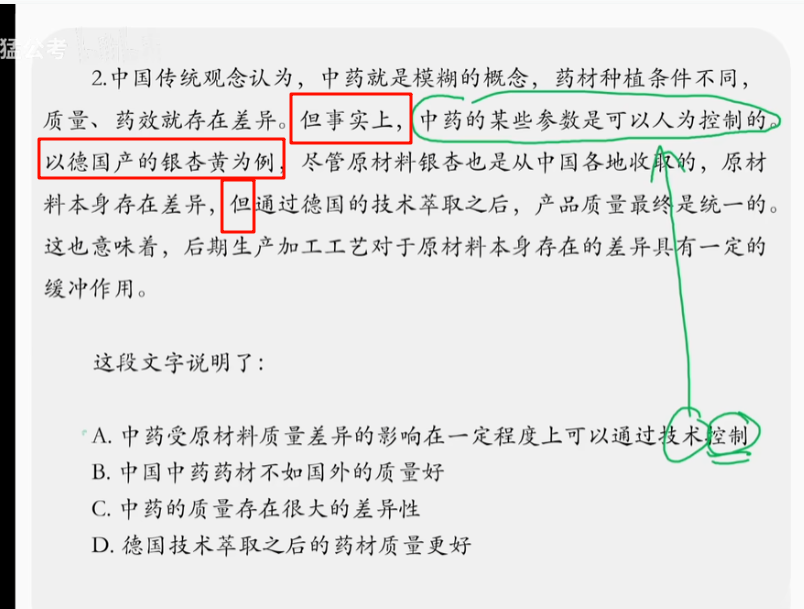 猛公考
2.中国传统观念认为，中药就是模糊的概念，药材种植条件不同，
质量、药效就存在差异。但事实上，中药的某些参数是可以人为控制的。
以德国产的银杏黄为例，尽管原材料银杏也是从中国各地收取的，原材
料本身存在差异，但通过德国的技术萃取之后，产品质量最终是统一的。
这也意味着，后期生产加工工艺对于原材料本身存在的差异具有一定的
缓冲作用。
这段文字说明了：
A. 中药受原材料质量差异的影响在一定程度上可以通过技术控制
B. 中国中药药材不如国外的质量好
C. 中药的质量存在很大的差异性
D. 德国技术萃取之后的药材质量更好